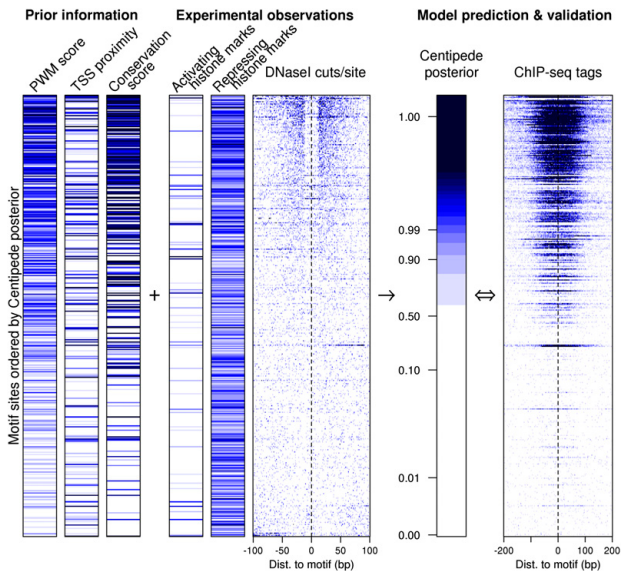 Prior information
Experimental observations
Model prediction & validation
PWM score
TSS proximity
Conservation
score
Activating
histone marks
Repressing
histone marks
DNaseI cuts/site
Centipede
posterior
ChIP-seq tags
Motif sites ordered by Centipede posterior
+
→
⇔
1.00
0.99
0.90
0.50
0.10
0.01
0.00
-100 -50 0 50 100
Dist. to motif (bp)
-200 -100 0 100 200
Dist. to motif (bp)